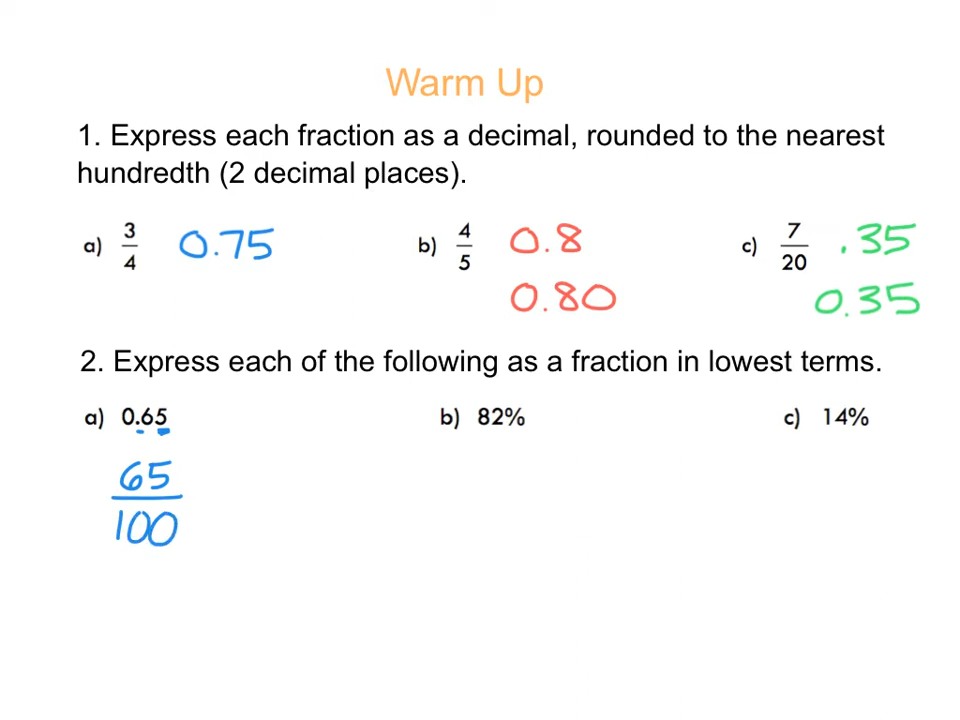 Warm Up
1. Express each fraction as a decimal, rounded to the nearest
hundredth (2 decimal places).
a) 3/4 0.75 b) 4/5 0.8 c) 7/20 .35
0.80 0.35
2. Express each of the following as a fraction in lowest terms.
a) 0.65 b) 82% c) 14%
65
100